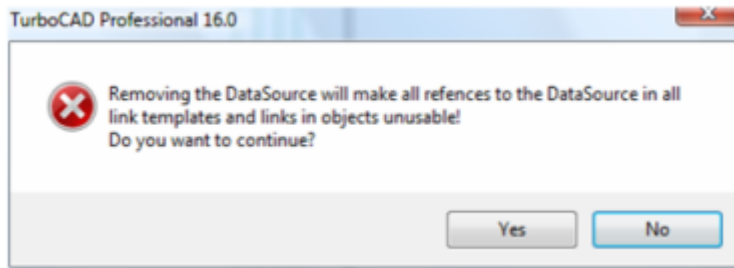 TurboCAD Professional 16.0
Removing the DataSource will make all refences to the DataSource in all
link templates and links in objects unusable!
Do you want to continue?
Yes
No